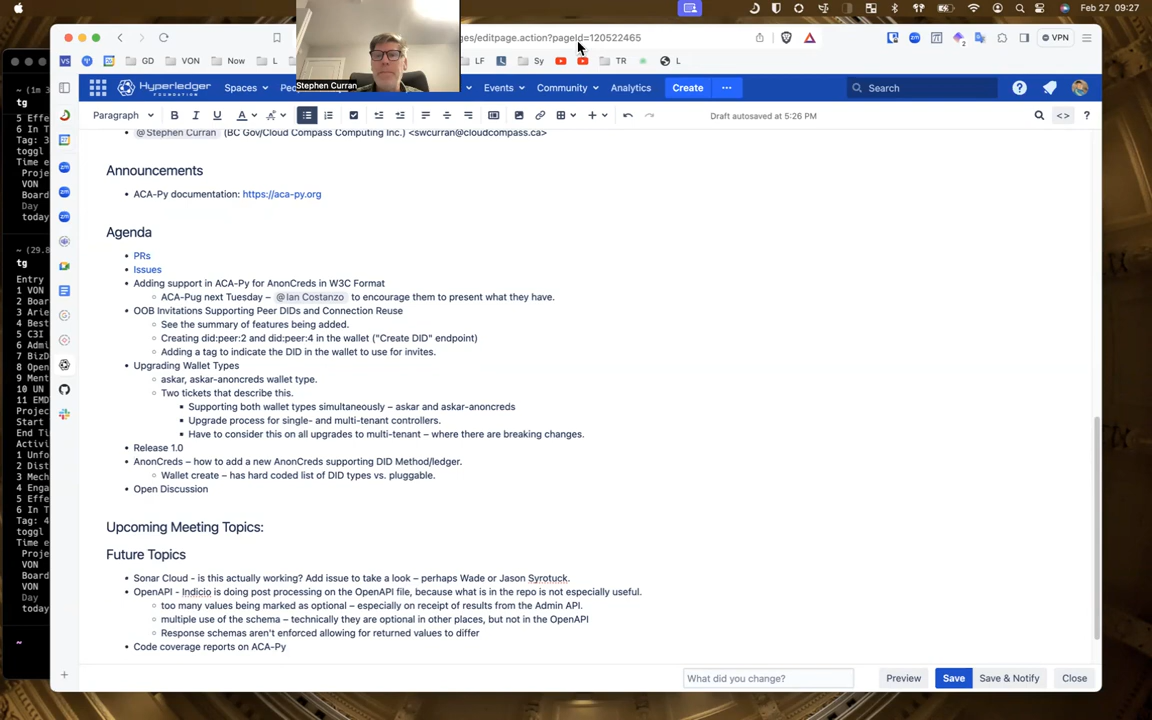 Feb 27 09:27
ges/editpage.action?pageId=120522465
VPN
GD
VON
Now
L
LF
Sy
TR
L
Stephen Curran
HYPERLEDGER
FOUNDATION
Spaces
Events
Community
Analytics
Create
Search
Paragraph
Draft autosaved at 5:26 PM
@Stephen Curran (BC Gov/Cloud Compass Computing Inc.) <swcurran@cloudcompass.ca>
Announcements
ACA-Py documentation: https://aca-py.org
Agenda
PRs
Issues
Adding support in ACA-Py for AnonCreds in W3C Format
ACA-Pug next Tuesday – @Ian Costanzo to encourage them to present what they have.
OOB Invitations Supporting Peer DIDs and Connection Reuse
See the summary of features being added.
Creating did:peer:2 and did:peer:4 in the wallet ("Create DID" endpoint)
Adding a tag to indicate the DID in the wallet to use for invites.
Upgrading Wallet Types
askar, askar-anoncreds wallet type.
Two tickets that describe this.
Supporting both wallet types simultaneously – askar and askar-anoncreds
Upgrade process for single- and multi-tenant controllers.
Have to consider this on all upgrades to multi-tenant – where there are breaking changes.
Release 1.0
AnonCreds – how to add a new AnonCreds supporting DID Method/ledger.
Wallet create – has hard coded list of DID types vs. pluggable.
Open Discussion
Upcoming Meeting Topics:
Future Topics
Sonar Cloud - is this actually working? Add issue to take a look – perhaps Wade or Jason Syrotuck.
OpenAPI - Indicio is doing post processing on the OpenAPI file, because what is in the repo is not especially useful.
too many values being marked as optional – especially on receipt of results from the Admin API.
multiple use of the schema – technically they are optional in other places, but not in the OpenAPI
Response schemas aren't enforced allowing for returned values to differ
Code coverage reports on ACA-Py
What did you change?
Preview
Save
Save & Notify
Close